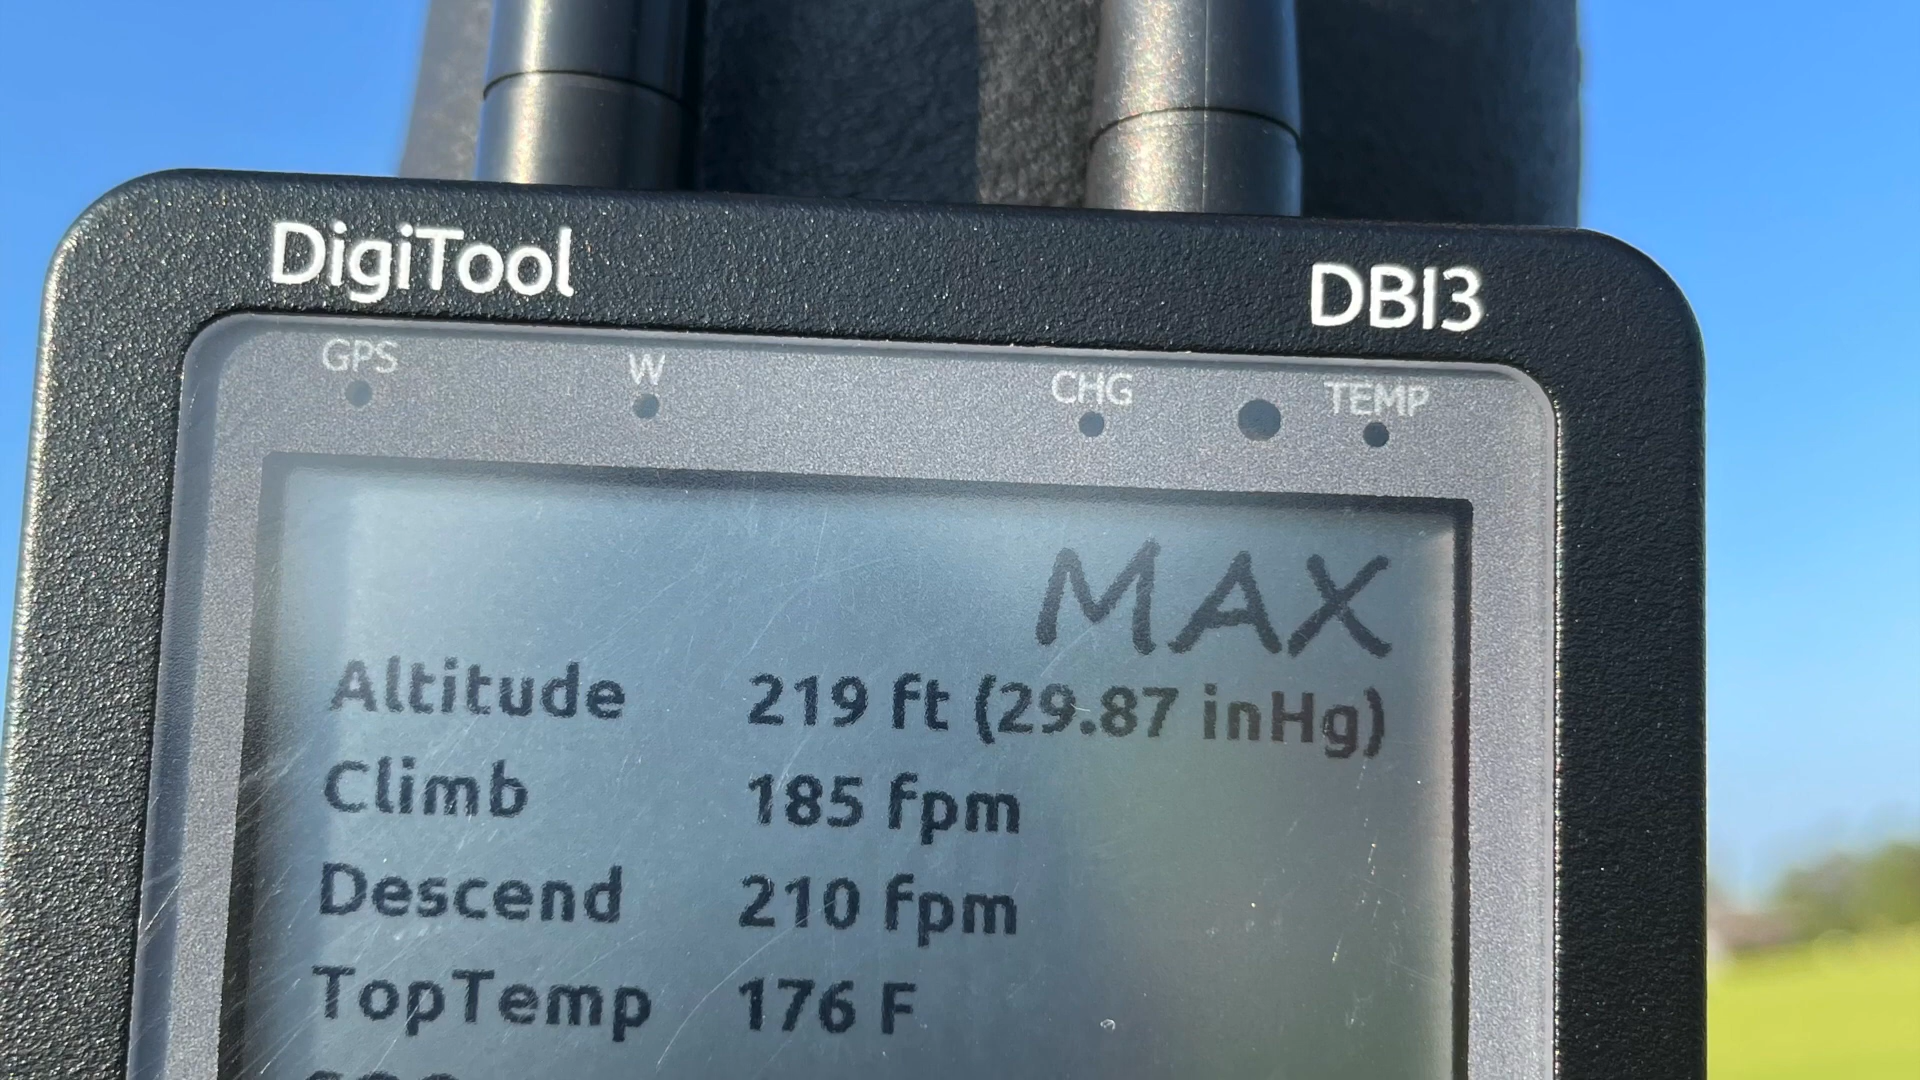 DigiTool DBI3
GPS W CHG TEMP
MAX
Altitude 219 ft (29.87 inHg)
Climb 185 fpm
Descend 210 fpm
TopTemp 176 F